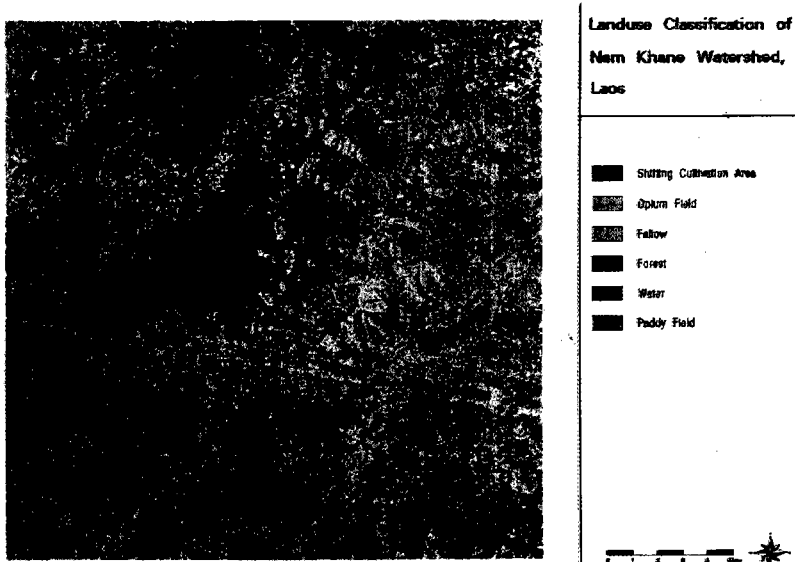 Landuse Classification of
Nam Khane Watershed,
Laos
Shifting Cultivation Area
Opium Field
Fallow
Forest
Water
Paddy Field